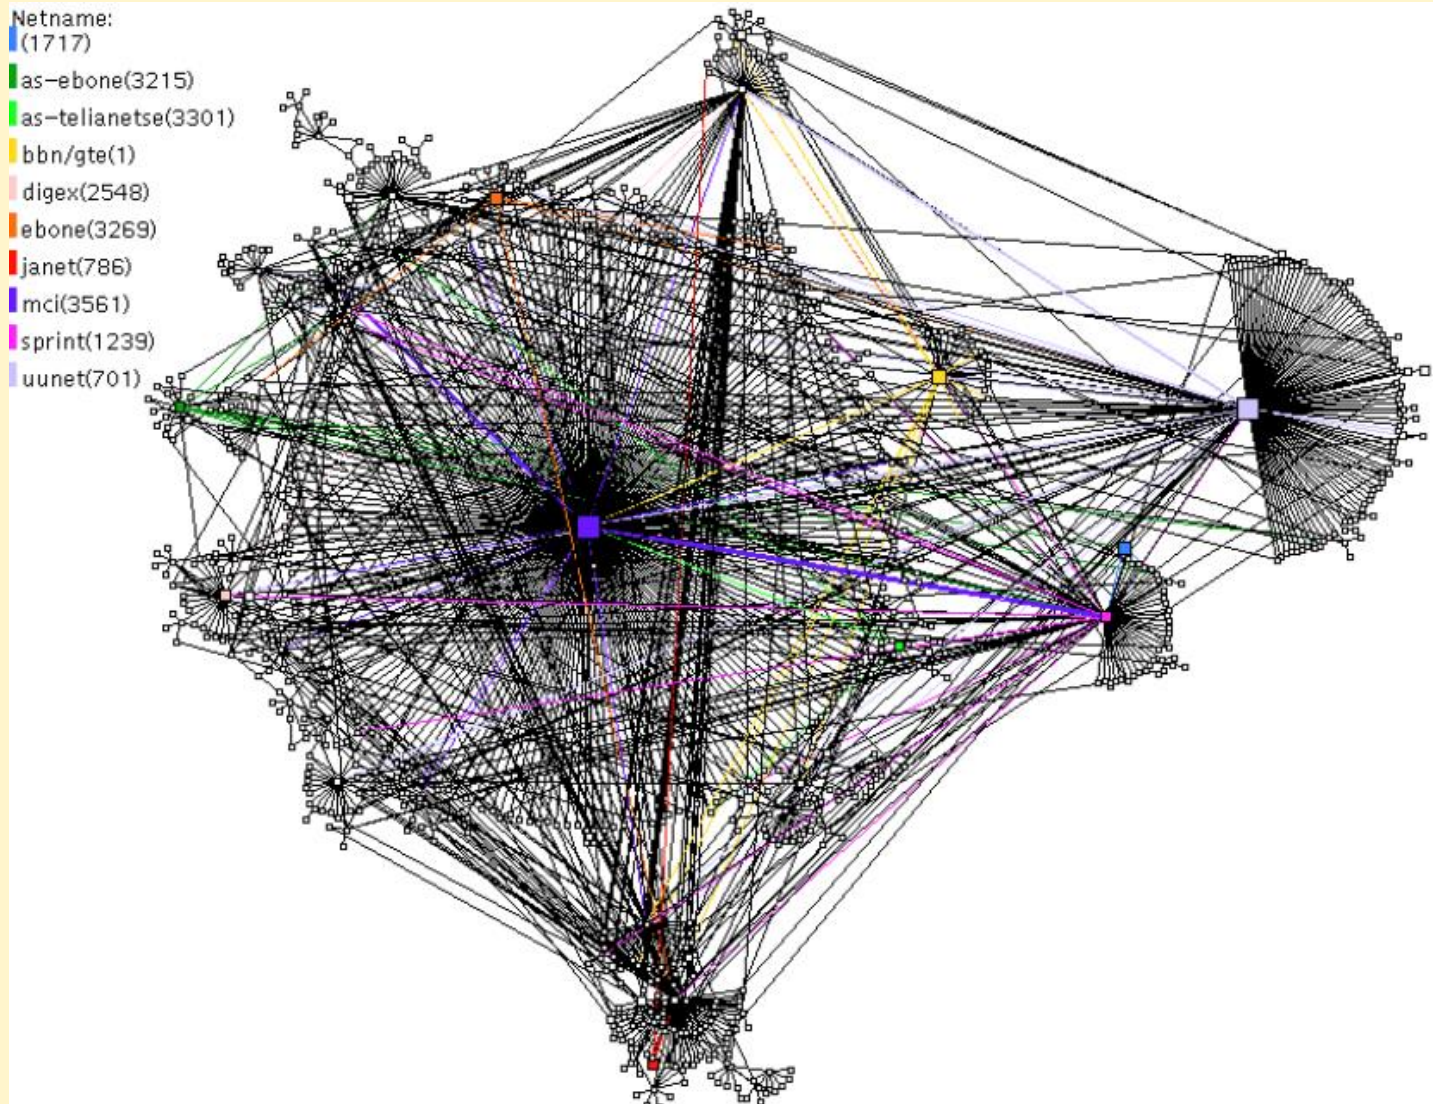 Netname:
(1717)
as-ebone(3215)
as-telianetse(3301)
bbn/gte(1)
digex(2548)
ebone(3269)
janet(786)
mci(3561)
sprint(1239)
uunet(701)